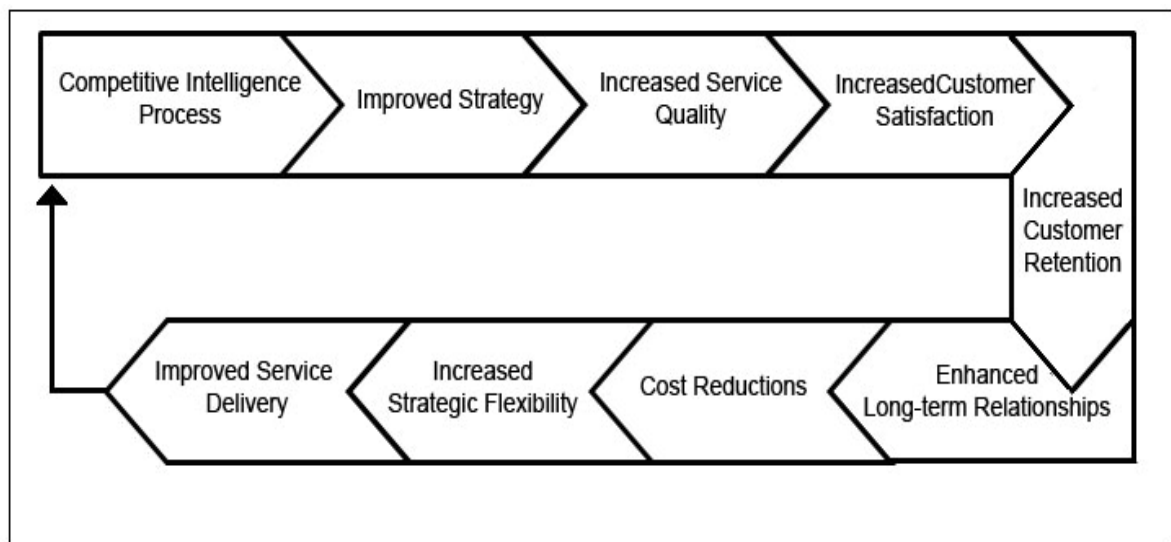 Competitive Intelligence
Process
Improved Strategy
Increased Service
Quality
IncreasedCustomer
Satisfaction
Increased
Customer
Retention
Enhanced
Long-term Relationships
Cost Reductions
Increased
Strategic Flexibility
Improved Service
Delivery